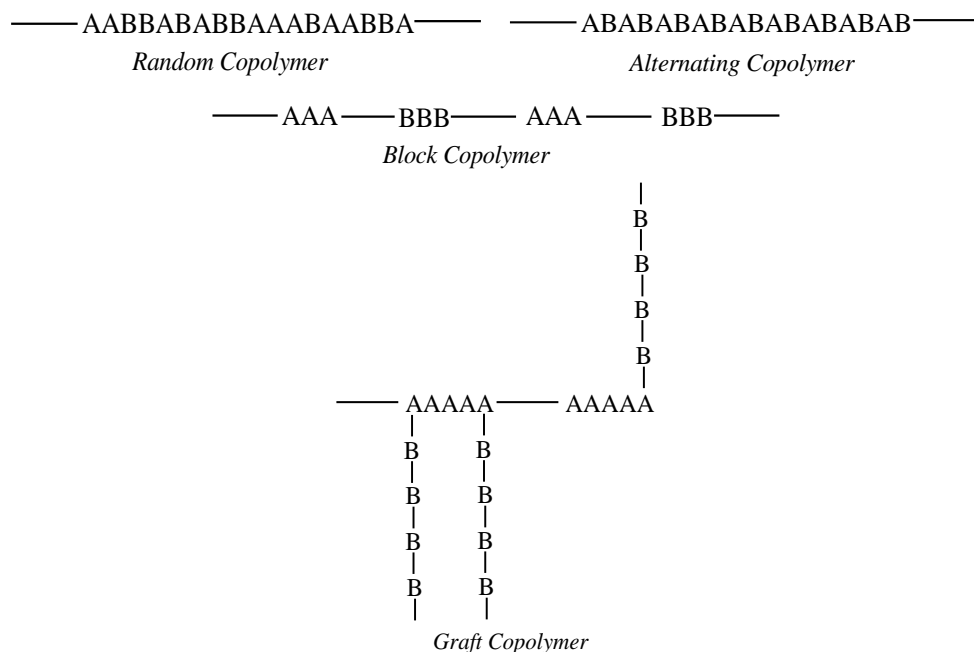 AABBABABBAAABAABBA ABABABABABABABABAB
Random Copolymer Alternating Copolymer
AAA BBB AAA BBB
Block Copolymer
B
B
B
B
AAAAA AAAAA
B B
B B
B B
B B
Graft Copolymer